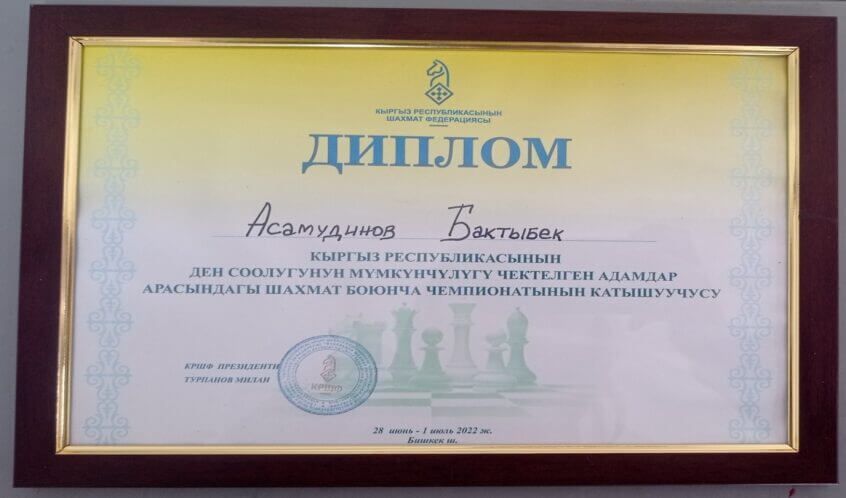 КЫРГЫЗ РЕСПУБЛИКАСЫНЫН
ШАХМАТ ФЕДЕРАЦИЯСЫ
ДИПЛОМ
Асамудинов Бактыбек
КЫРГЫЗ РЕСПУБЛИКАСЫНЫН
ДЕН СООЛУГУНУН МҮМКҮНЧҮЛҮГҮ ЧЕКТЕЛГЕН АДАМДАР
АРАСЫНДАГЫ ШАХМАТ БОЮНЧА ЧЕМПИОНАТЫНЫН КАТЫШУУЧУСУ
КРШФ ПРЕЗИДЕНТИ
ТУРПАНОВ МИЛАН
КРШФ
28 июнь - 1 июль 2022 ж.
Бишкек ш.